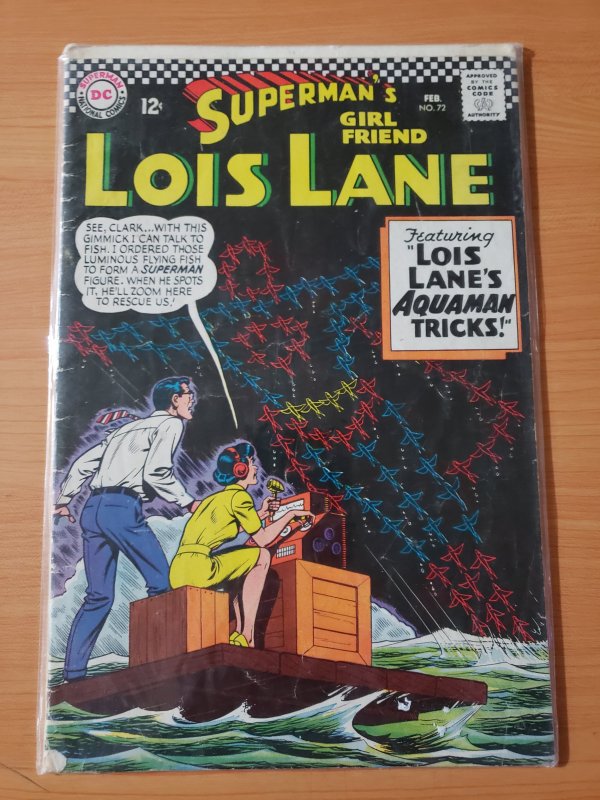 SUPERMAN
DC
NATIONAL COMICS
12¢
SUPERMAN'S
GIRL
FRIEND
LOIS LANE
FEB.
NO. 72
APPROVED
BY THE
COMICS
CODE
AUTHORITY
SEE, CLARK...WITH THIS
GIMMICK I CAN TALK TO
FISH. I ORDERED THOSE
LUMINOUS FLYING FISH
TO FORM A SUPERMAN
FIGURE. WHEN HE SPOTS
IT, HE'LL ZOOM HERE
TO RESCUE US!
Featuring
"LOIS
LANE'S
AQUAMAN
TRICKS!"